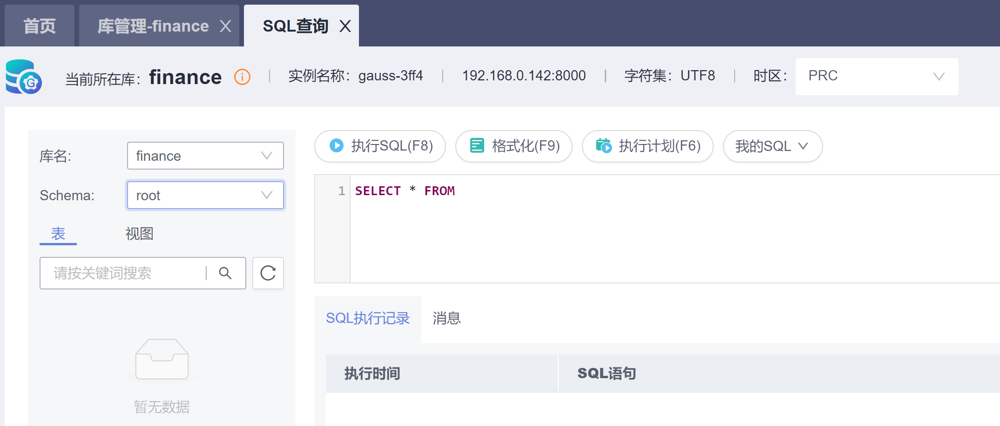 首页 库管理-finance X SQL查询 X
当前所在库: finance 实例名称: gauss-3ff4 192.168.0.142:8000 字符集: UTF8 时区: PRC
库名: finance
Schema: root
表 视图
请按关键词搜索
暂无数据
执行SQL(F8) 格式化(F9) 执行计划(F6) 我的SQL
1 SELECT * FROM
SQL执行记录 消息
执行时间 SQL语句